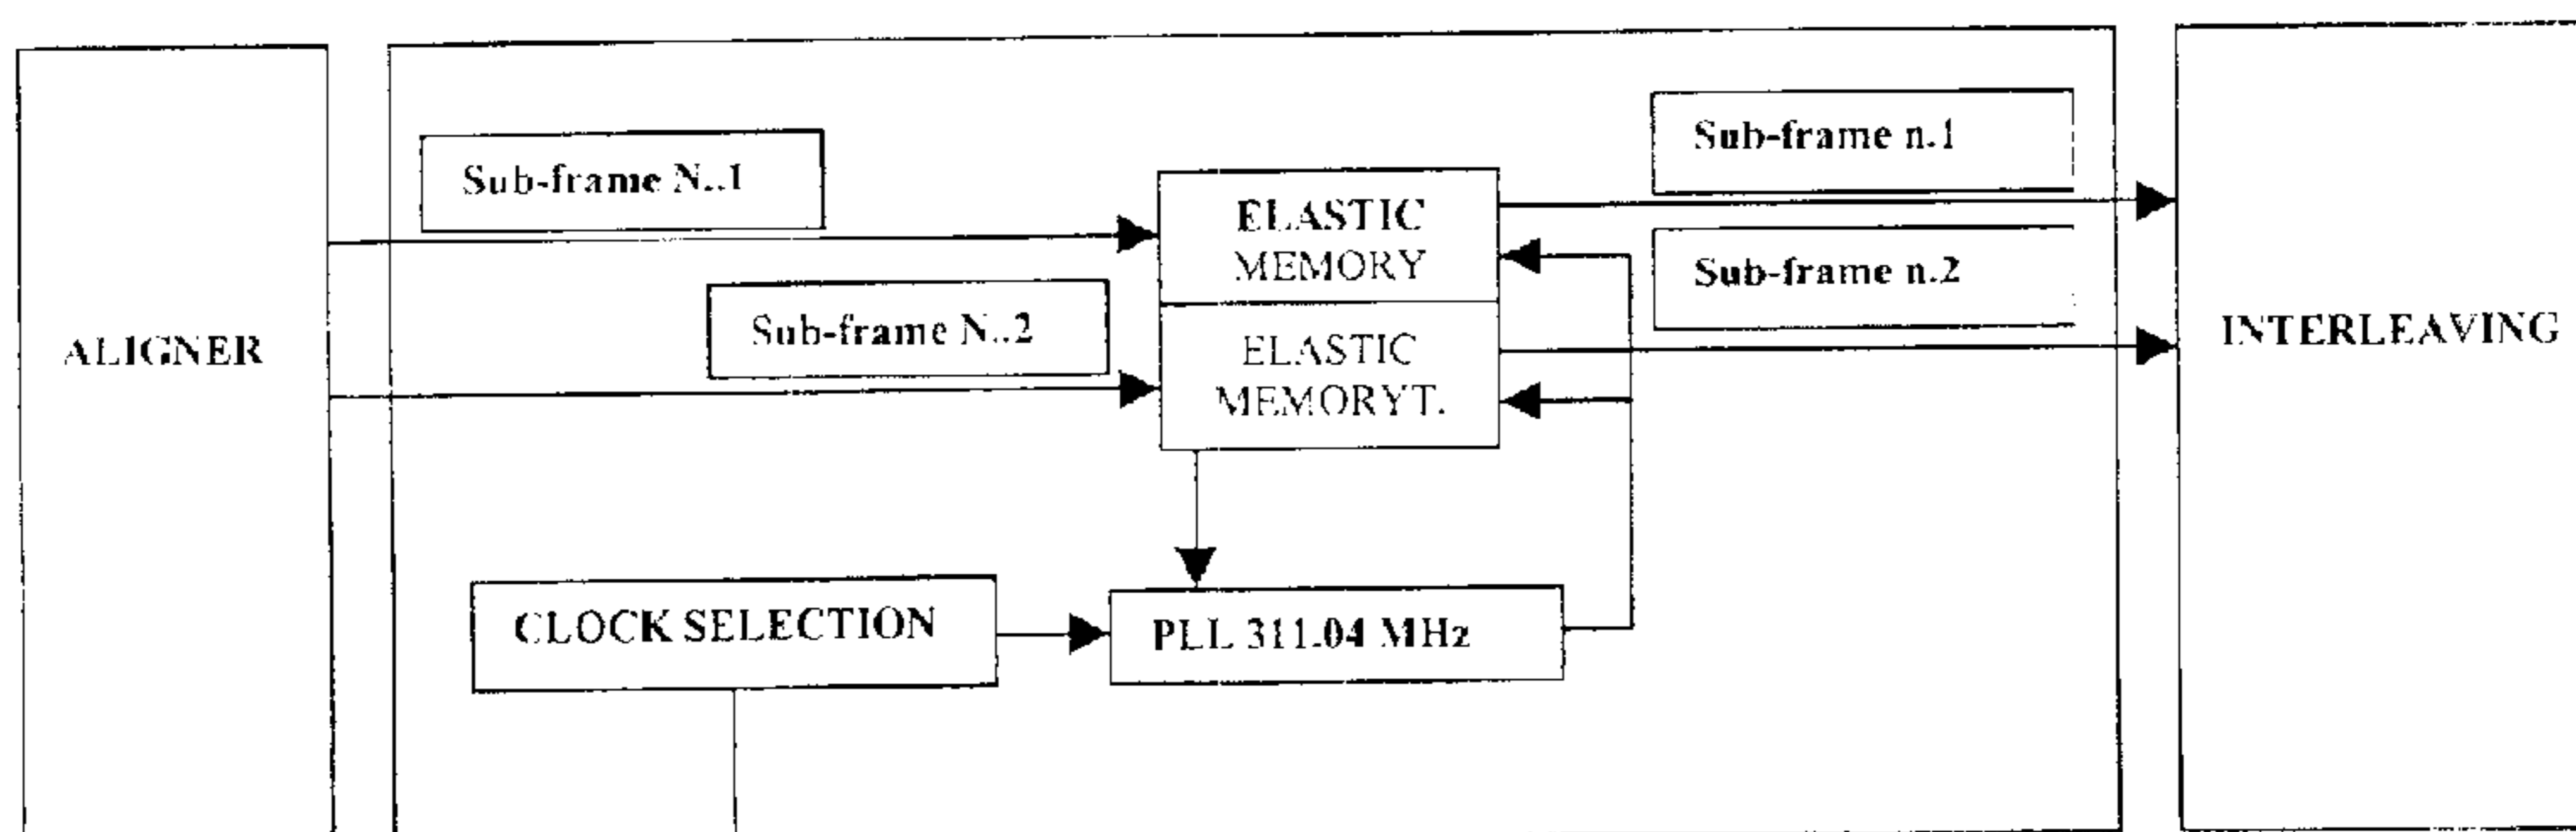 Sub-frame N..1
Sub-frame n.1
ELASTIC
MEMORY
Sub-frame n.2
Sub-frame N..2
ALIGNER
ELASTIC
MEMORYT.
INTERLEAVING
CLOCK SELECTION
PLL 311.04 MHz